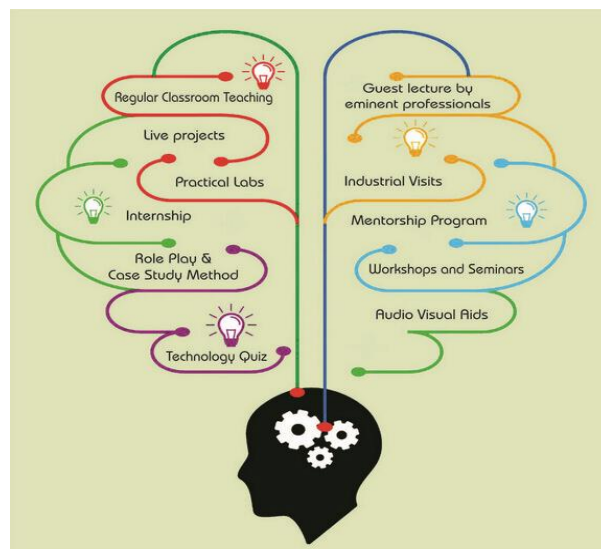 Regular Classroom Teaching
Live projects
Practical Labs
Internship
Role Play &
Case Study Method
Technology Quiz
Guest lecture by
eminent professionals
Industrial Visits
Mentorship Program
Workshops and Seminars
Audio Visual Aids